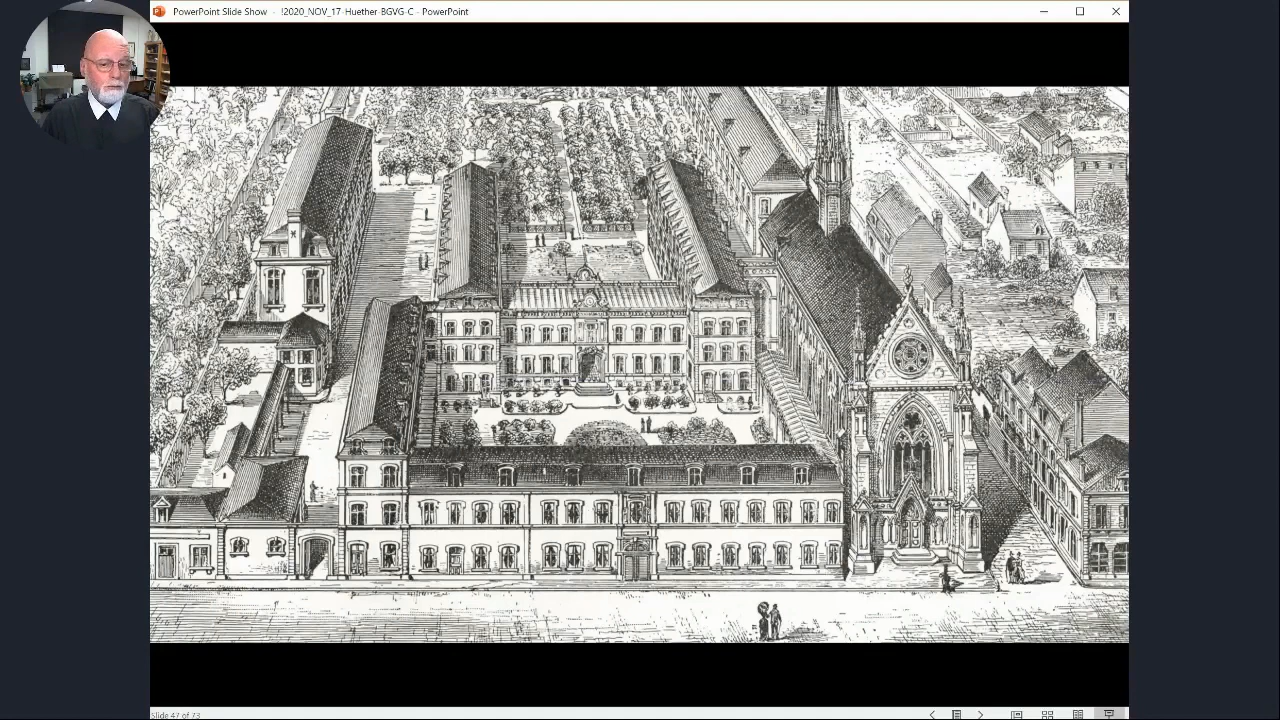 PowerPoint Slide Show - !2020_NOV_17-Huether-BGVG-C - PowerPoint
Slide 47 of 73